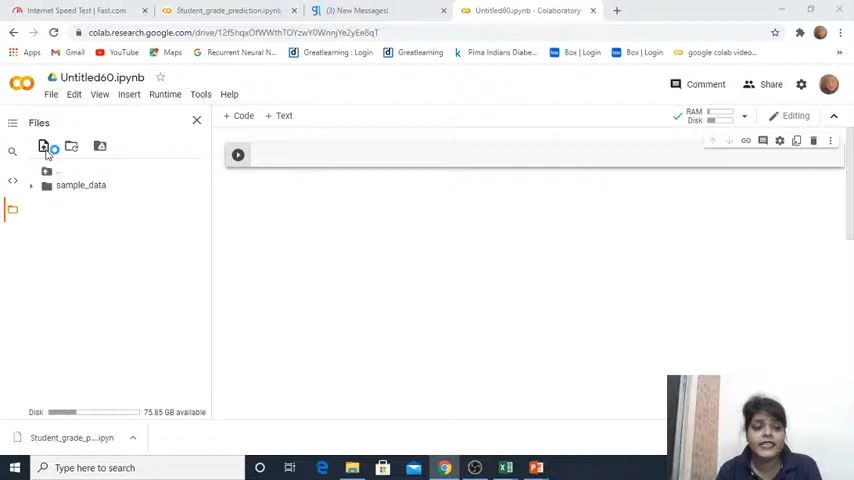 Internet Speed Test | Fast.com
Student_grade_prediction.ipynb
(3) New Messages!
Untitled60.ipynb - Colaboratory
colab.research.google.com/drive/12f5hqxOfWWthTOYzwY0WnnjYe2yEe8qT
Apps
Gmail
YouTube
Maps
Recurrent Neural N...
Greatlearning : Login
Greatlearning
Pima Indians Diabete...
Box | Login
Box | Login
google colab video...
Untitled60.ipynb
Comment
Share
File Edit View Insert Runtime Tools Help
Files
+ Code + Text
RAM
Disk
Editing
..
sample_data
Disk 75.85 GB available
Student_grade_p....ipyn
Type here to search